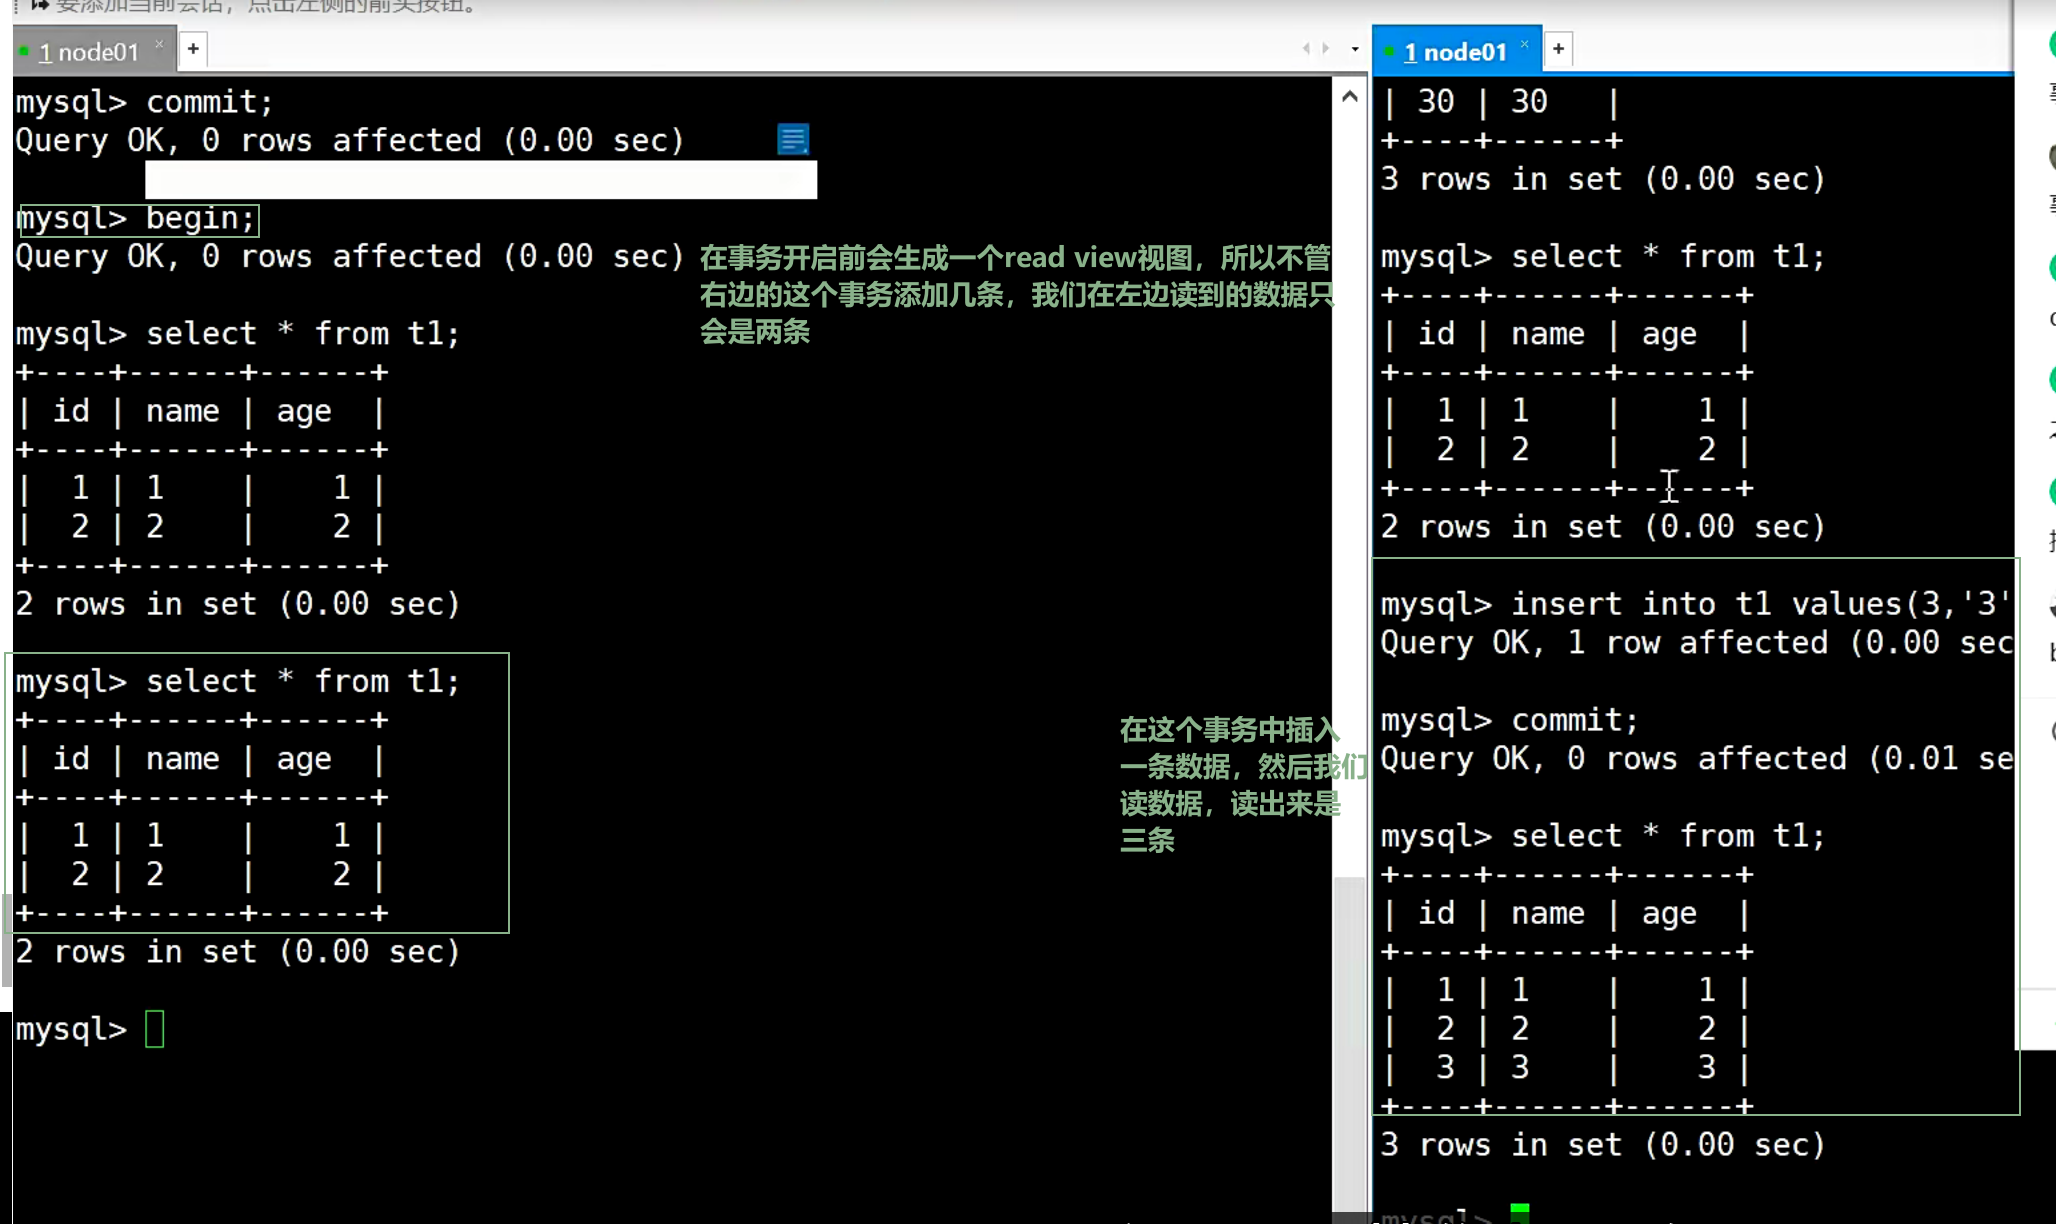 要添加当前会话，点击左侧的箭头按钮。
1 node01
mysql> commit;
Query OK, 0 rows affected (0.00 sec)
mysql> begin;
Query OK, 0 rows affected (0.00 sec)
在事务开启前会生成一个read view视图，所以不管
右边的这个事务添加几条，我们在左边读到的数据只
会是两条
mysql> select * from t1;
+----+------+------+
| id | name | age  |
+----+------+------+
|  1 | 1    |    1 |
|  2 | 2    |    2 |
+----+------+------+
2 rows in set (0.00 sec)
mysql> select * from t1;
+----+------+------+
| id | name | age  |
+----+------+------+
|  1 | 1    |    1 |
|  2 | 2    |    2 |
+----+------+------+
2 rows in set (0.00 sec)
mysql>
在这个事务中插入
一条数据，然后我们
读数据，读出来是
三条
1 node01
| 30 | 30   |
+----+------+
3 rows in set (0.00 sec)
mysql> select * from t1;
+----+------+------+
| id | name | age  |
+----+------+------+
|  1 | 1    |    1 |
|  2 | 2    |    2 |
+----+------+------+
2 rows in set (0.00 sec)
mysql> insert into t1 values(3,'3'
Query OK, 1 row affected (0.00 sec
mysql> commit;
Query OK, 0 rows affected (0.01 se
mysql> select * from t1;
+----+------+------+
| id | name | age  |
+----+------+------+
|  1 | 1    |    1 |
|  2 | 2    |    2 |
|  3 | 3    |    3 |
+----+------+------+
3 rows in set (0.00 sec)
mysql>